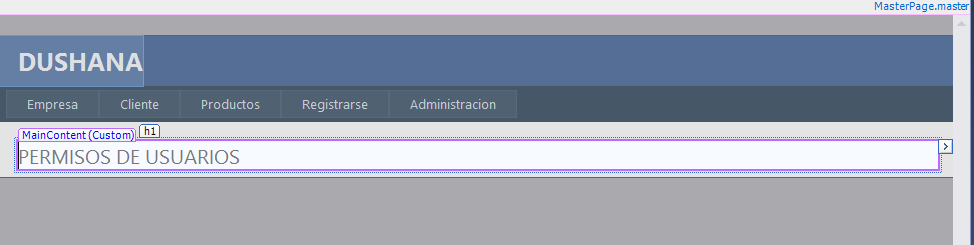 MasterPage.master
DUSHANA
Empresa Cliente Productos Registrarse Administracion
MainContent (Custom) h1
PERMISOS DE USUARIOS